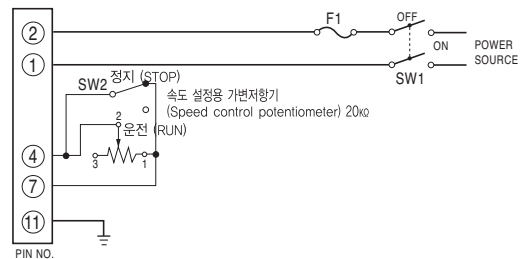 F1
OFF
ON
POWER
SOURCE
SW1
2
1
정지 (STOP)
SW2
속도 설정용 가변저항기
(Speed control potentiometer) 20KΩ
2
운전 (RUN)
3
1
4
7
11
PIN NO.